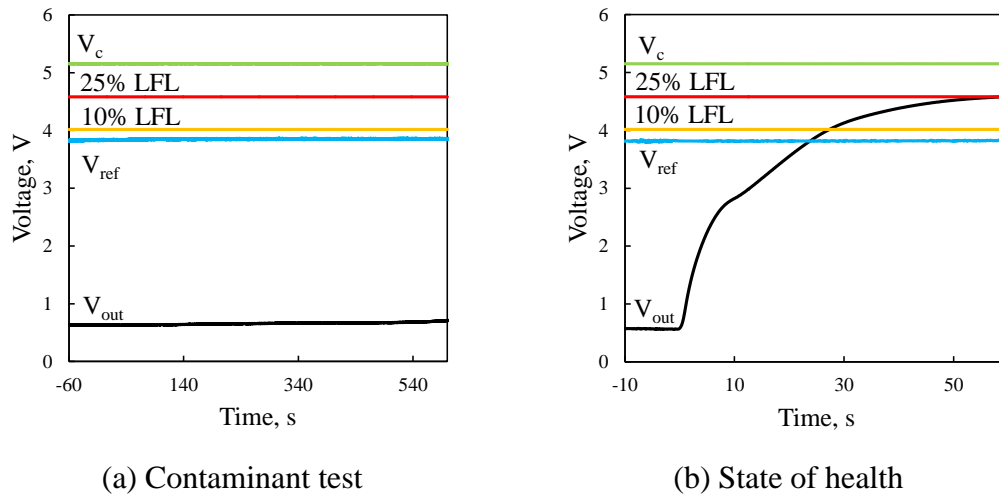 6
5
4
3
2
1
0
Voltage, V
V_c
25% LFL
10% LFL
V_ref
V_out
-60
140
340
540
Time, s
(a) Contaminant test
6
5
4
3
2
1
0
Voltage, V
V_c
25% LFL
10% LFL
V_ref
V_out
-10
10
30
50
Time, s
(b) State of health